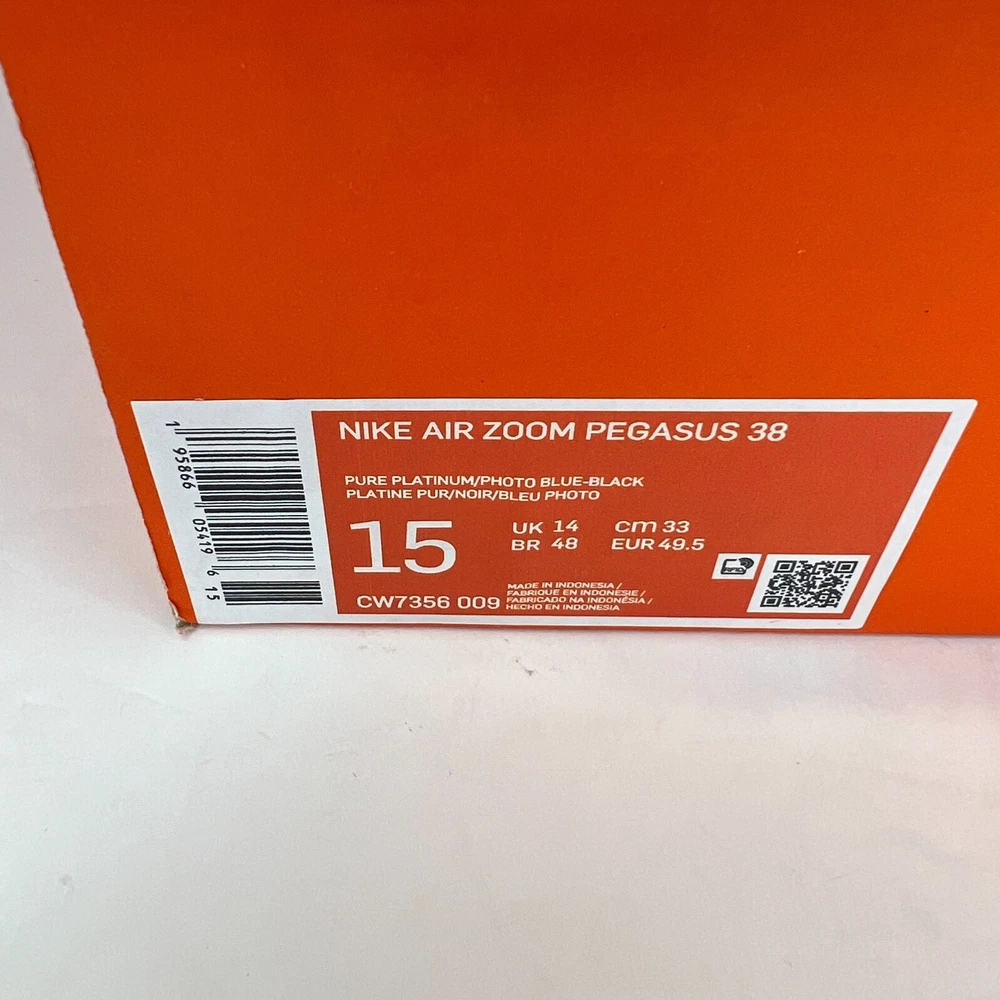 NIKE AIR ZOOM PEGASUS 38
PURE PLATINUM/PHOTO BLUE-BLACK
PLATINE PUR/NOIR/BLEU PHOTO
15
UK 14
cm 33
BR 48
EUR 49.5
CW7356 009
MADE IN INDONESIA /
FABRIQUE EN INDONESIE /
FABRICADO NA INDONÉSIA /
HECHO EN INDONESIA
1 95866 05419 6 15